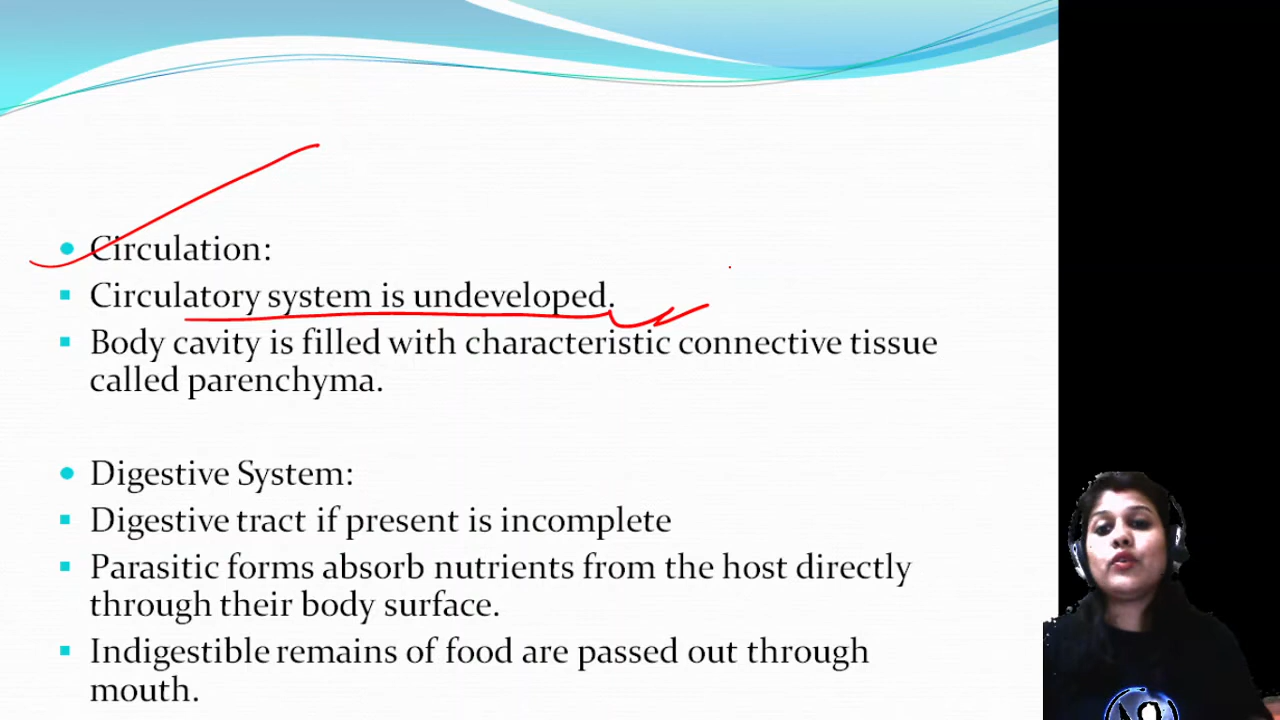 Circulation:
Circulatory system is undeveloped.
Body cavity is filled with characteristic connective tissue
called parenchyma.
Digestive System:
Digestive tract if present is incomplete
Parasitic forms absorb nutrients from the host directly
through their body surface.
Indigestible remains of food are passed out through
mouth.